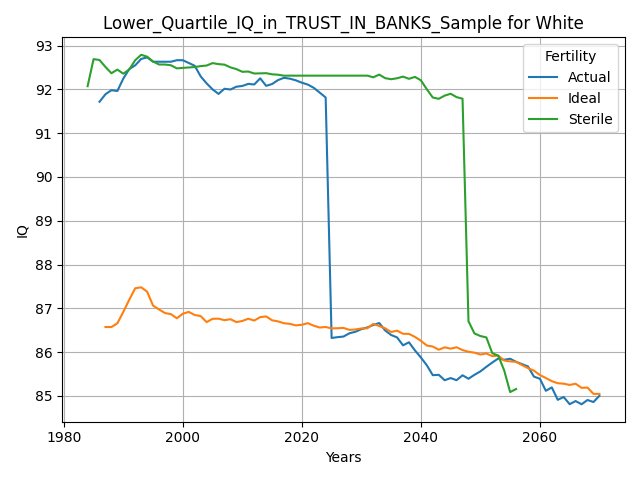 Lower_Quartile_IQ_in_TRUST_IN_BANKS_Sample for White
IQ
93
92
91
90
89
88
87
86
85
1980
2000
2020
2040
2060
Years
Fertility
Actual
Ideal
Sterile